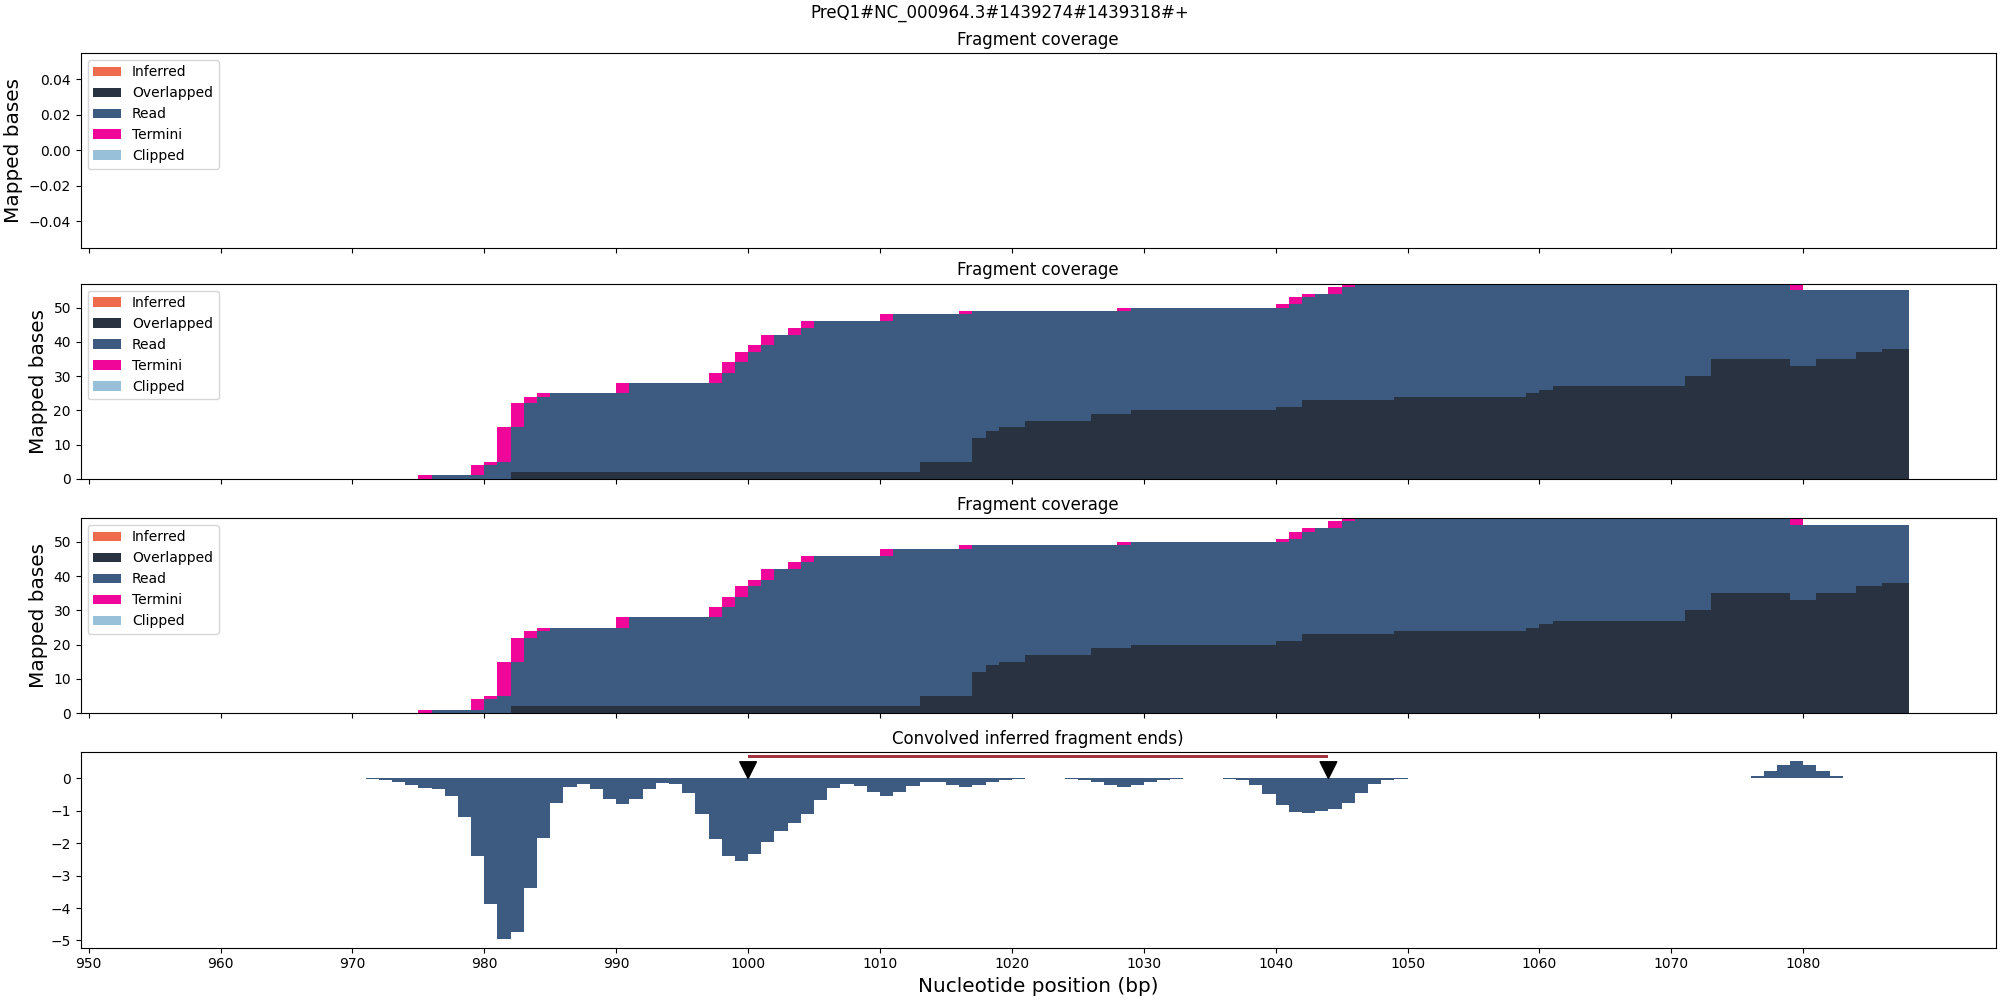 PreQ1#NC_000964.3#1439274#1439318#+
Fragment coverage
Mapped bases
0.04
0.02
0.00
−0.02
−0.04
Inferred
Overlapped
Read
Termini
Clipped
Fragment coverage
Mapped bases
50
40
30
20
10
0
Inferred
Overlapped
Read
Termini
Clipped
Fragment coverage
Mapped bases
50
40
30
20
10
0
Inferred
Overlapped
Read
Termini
Clipped
Convolved inferred fragment ends)
0
−1
−2
−3
−4
−5
950 960 970 980 990 1000 1010 1020 1030 1040 1050 1060 1070 1080
Nucleotide position (bp)